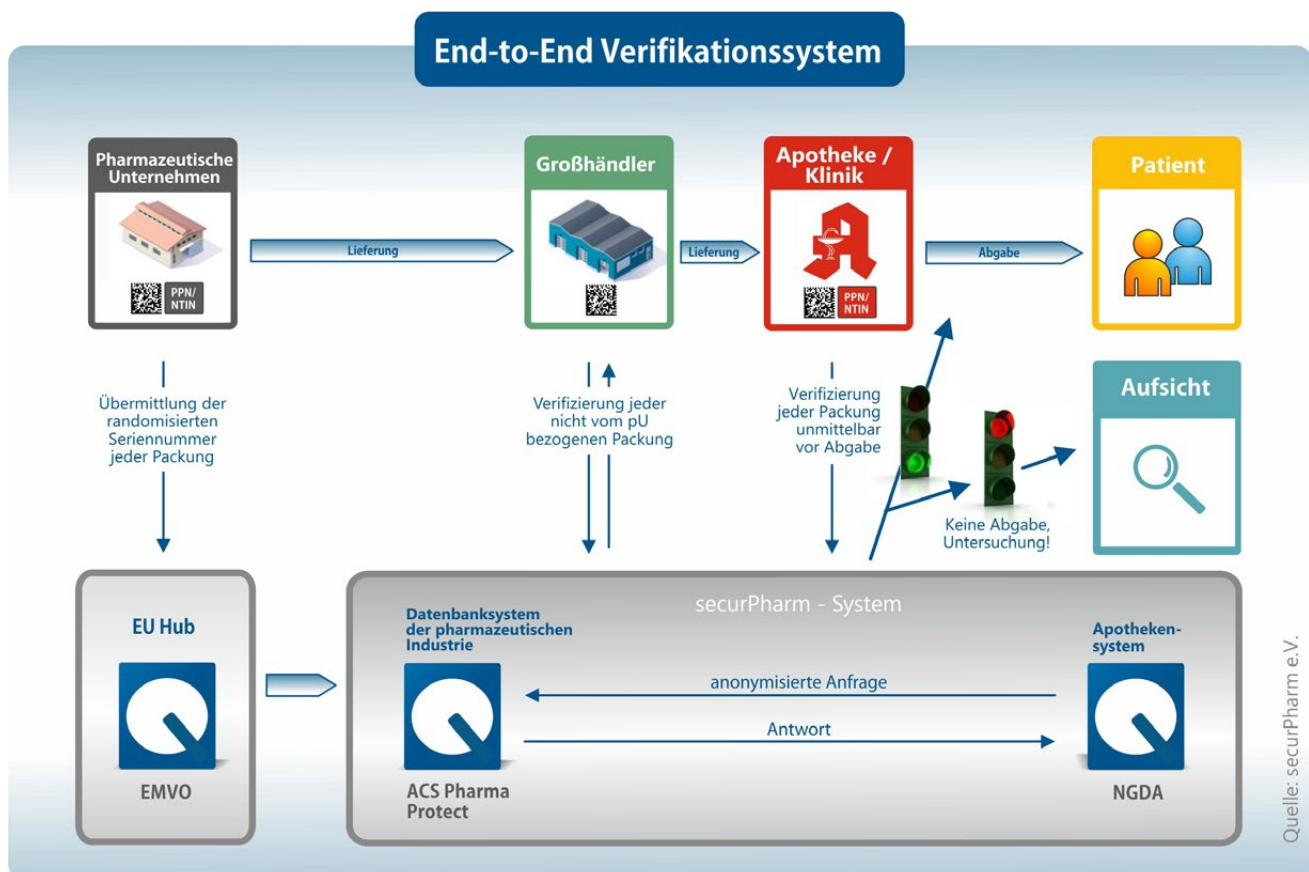 End-to-End Verifikationssystem
Pharmazeutische
Unternehmen
PPN/
NTIN
Lieferung
Großhändler
Lieferung
Apotheke /
Klinik
PPN/
NTIN
Abgabe
Patient
Übermittlung der
randomisierten
Seriennummer
jeder Packung
Verifizierung jeder
nicht vom pU
bezogenen Packung
Verifizierung
jeder Packung
unmittelbar
vor Abgabe
Keine Abgabe,
Untersuchung!
Aufsicht
EU Hub
EMVO
securPharm - System
Datenbanksystem
der pharmazeutischen
Industrie
ACS Pharma
Protect
anonymisierte Anfrage
Antwort
Apotheken-
system
NGDA
Quelle: securPharm e.V.